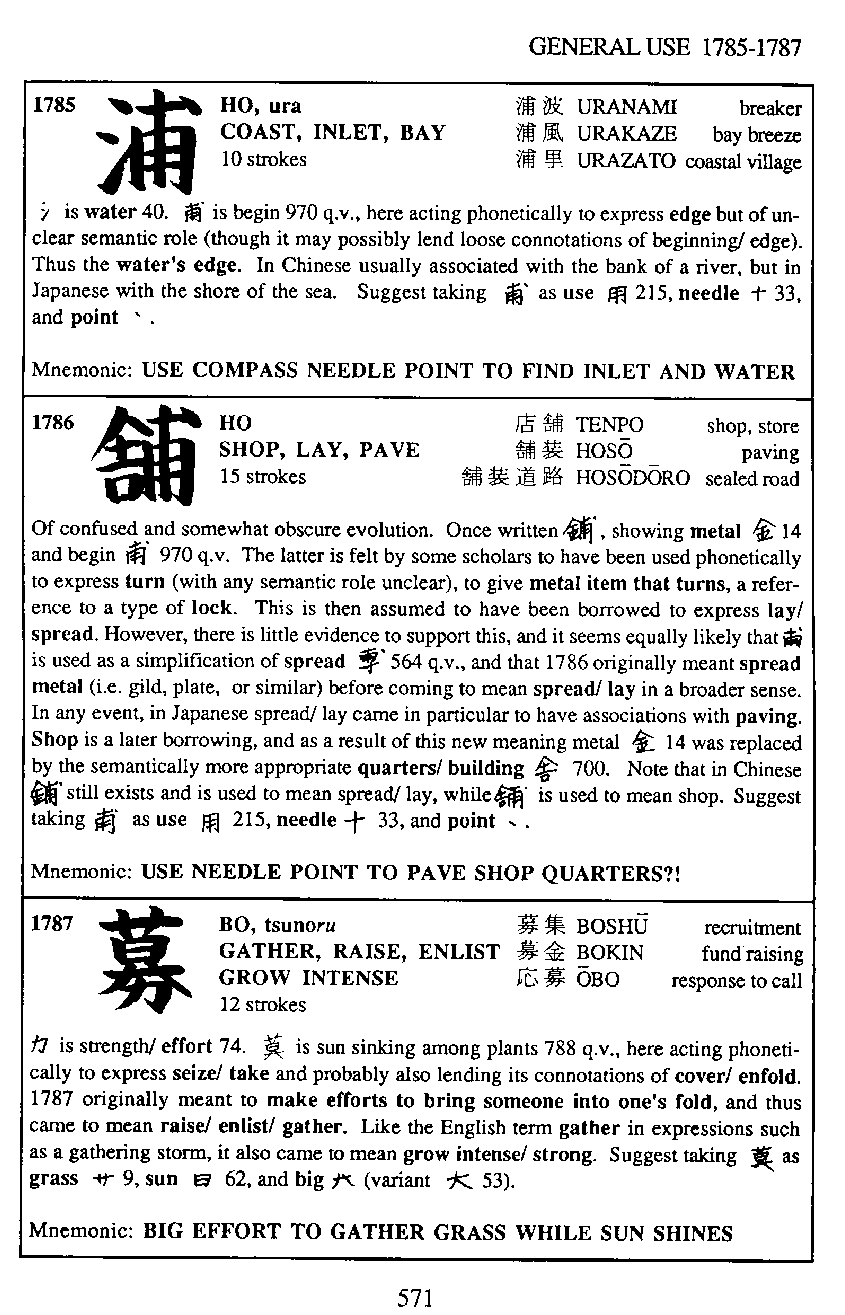 GENERAL USE 1785-1787
1785 浦 HO, ura 浦波 URANAMI breaker
COAST, INLET, BAY 浦風 URAKAZE bay breeze
10 strokes 浦里 URAZATO coastal village
氵 is water 40. 甫 is begin 970 q.v., here acting phonetically to express edge but of un-
clear semantic role (though it may possibly lend loose connotations of beginning/ edge).
Thus the water's edge. In Chinese usually associated with the bank of a river, but in
Japanese with the shore of the sea. Suggest taking 甫 as use 用 215, needle 十 33,
and point 丶 .
Mnemonic: USE COMPASS NEEDLE POINT TO FIND INLET AND WATER
1786 舗 HO 店舗 TENPO shop, store
SHOP, LAY, PAVE 舗装 HOSŌ paving
15 strokes 舗装道路 HOSŌDŌRO sealed road
Of confused and somewhat obscure evolution. Once written 鋪 , showing metal 金 14
and begin 甫 970 q.v. The latter is felt by some scholars to have been used phonetically
to express turn (with any semantic role unclear), to give metal item that turns, a refer-
ence to a type of lock. This is then assumed to have been borrowed to express lay/
spread. However, there is little evidence to support this, and it seems equally likely that 甫
is used as a simplification of spread 尃 564 q.v., and that 1786 originally meant spread
metal (i.e. gild, plate, or similar) before coming to mean spread/ lay in a broader sense.
In any event, in Japanese spread/ lay came in particular to have associations with paving.
Shop is a later borrowing, and as a result of this new meaning metal 金 14 was replaced
by the semantically more appropriate quarters/ building 舎 700. Note that in Chinese
鋪 still exists and is used to mean spread/ lay, while 舖 is used to mean shop. Suggest
taking 甫 as use 用 215, needle 十 33, and point 丶 .
Mnemonic: USE NEEDLE POINT TO PAVE SHOP QUARTERS?!
1787 募 BO, tsunoru 募集 BOSHŪ recruitment
GATHER, RAISE, ENLIST 募金 BOKIN fund raising
GROW INTENSE 応募 ŌBO response to call
12 strokes
力 is strength/ effort 74. 莫 is sun sinking among plants 788 q.v., here acting phoneti-
cally to express seize/ take and probably also lending its connotations of cover/ enfold.
1787 originally meant to make efforts to bring someone into one's fold, and thus
came to mean raise/ enlist/ gather. Like the English term gather in expressions such
as a gathering storm, it also came to mean grow intense/ strong. Suggest taking 莫 as
grass 艹 9, sun 日 62, and big 𠆢 (variant 大 53).
Mnemonic: BIG EFFORT TO GATHER GRASS WHILE SUN SHINES
571